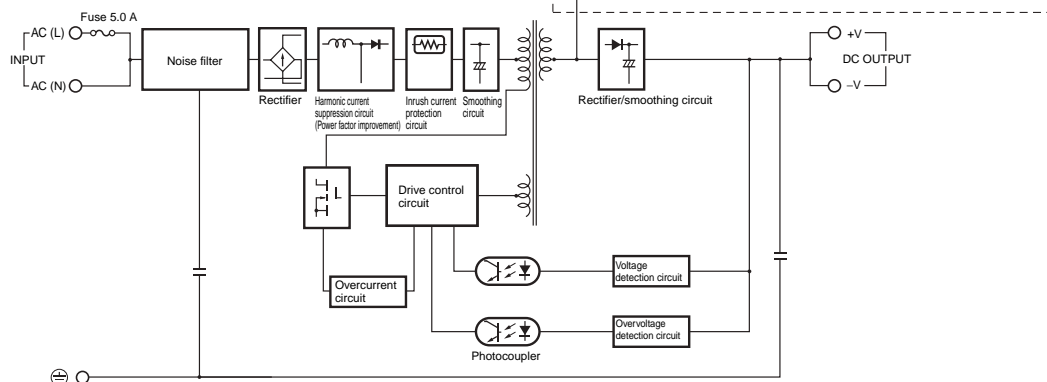 Fuse 5.0 A
AC (L)
INPUT
AC (N)
Noise filter
Rectifier
Harmonic current
suppression circuit
(Power factor improvement)
Inrush current
protection
circuit
Smoothing
circuit
Rectifier/smoothing circuit
+V
DC OUTPUT
–V
Drive control
circuit
Overcurrent
circuit
Voltage
detection circuit
Overvoltage
detection circuit
Photocoupler